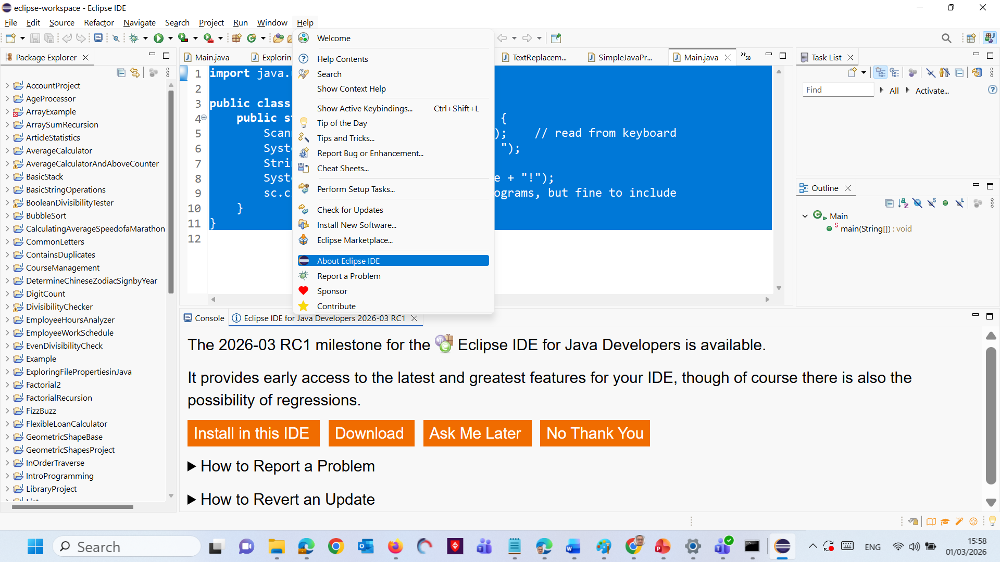 eclipse-workspace - Eclipse IDE
File Edit Source Refactor Navigate Search Project Run Window Help
Package Explorer
AccountProject
AgeProcessor
ArrayExample
ArraySumRecursion
ArticleStatistics
AverageCalculator
AverageCalculatorAndAboveCounter
BasicStack
BasicStringOperations
BooleanDivisibilityTester
BubbleSort
CalculatingAverageSpeedofaMarathon
CommonLetters
ContainsDuplicates
CourseManagement
DetermineChineseZodiacSignbyYear
DigitCount
DivisibilityChecker
EmployeeHoursAnalyzer
EmployeeWorkSchedule
EvenDivisibilityCheck
Example
ExploringFilePropertiesinJava
Factorial2
FactorialRecursion
FizzBuzz
FlexibleLoanCalculator
GeometricShapeBase
GeometricShapesProject
InOrderTraverse
IntroProgramming
LibraryProject
Main.java Explorin TextReplacem... SimpleJavaPr... Main.java »58
1 import java.
2
3 public class
4 public s {
5 Scan ); // read from keyboard
6 Syst ");
7 Stri
8 Syst e + "!");
9 sc.c ograms, but fine to include
10 }
11 }
12
Welcome
Help Contents
Search
Show Context Help
Show Active Keybindings... Ctrl+Shift+L
Tip of the Day
Tips and Tricks...
Report Bug or Enhancement...
Cheat Sheets...
Perform Setup Tasks...
Check for Updates
Install New Software...
Eclipse Marketplace...
About Eclipse IDE
Report a Problem
Sponsor
Contribute
Task List
Find All Activate...
Outline
Main
main(String[]) : void
Console Eclipse IDE for Java Developers 2026-03 RC1
The 2026-03 RC1 milestone for the Eclipse IDE for Java Developers is available.
It provides early access to the latest and greatest features for your IDE, though of course there is also the
possibility of regressions.
Install in this IDE Download Ask Me Later No Thank You
How to Report a Problem
How to Revert an Update
Search
ENG
15:58
01/03/2026